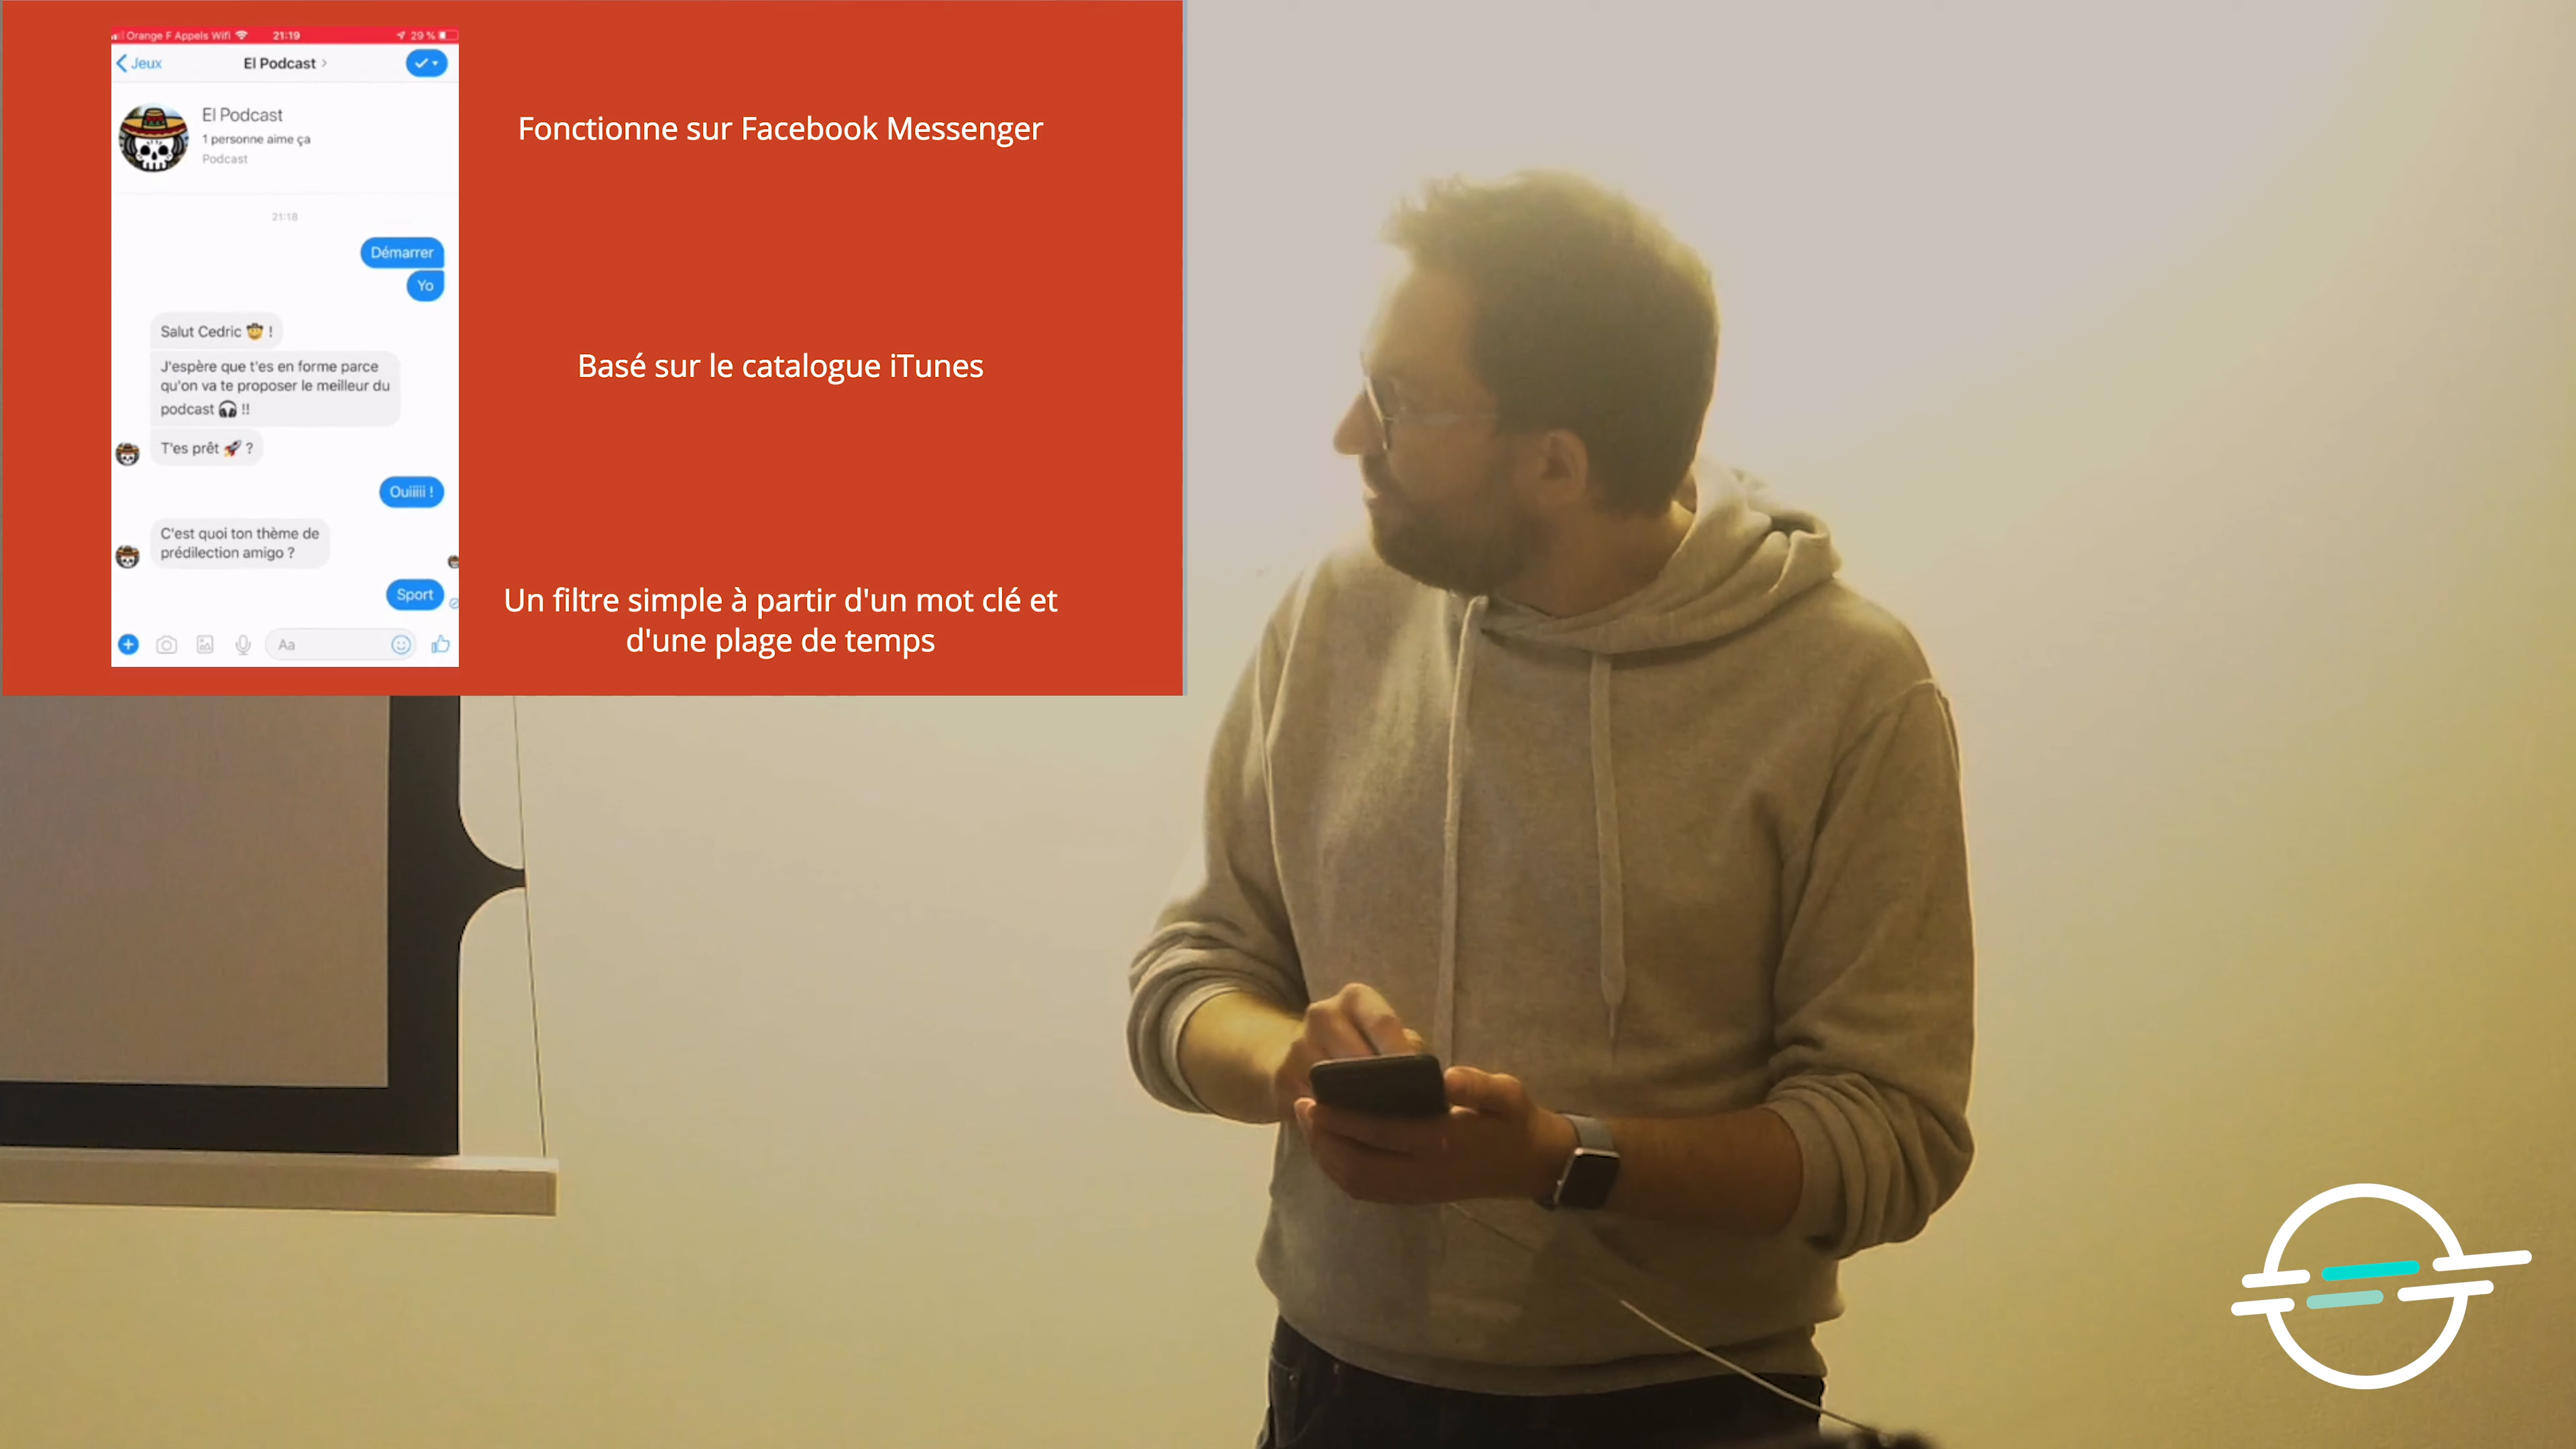 Orange F Appels Wifi 21:19 29 %
Jeux El Podcast
El Podcast
1 personne aime ça
Podcast
21:18
Démarrer
Yo
Salut Cedric 🤠 !
J'espère que t'es en forme parce
qu'on va te proposer le meilleur du
podcast 🎧 !!
T'es prêt 🚀 ?
Ouiiiii !
C'est quoi ton thème de
prédilection amigo ?
Sport
Aa
Fonctionne sur Facebook Messenger
Basé sur le catalogue iTunes
Un filtre simple à partir d'un mot clé et
d'une plage de temps